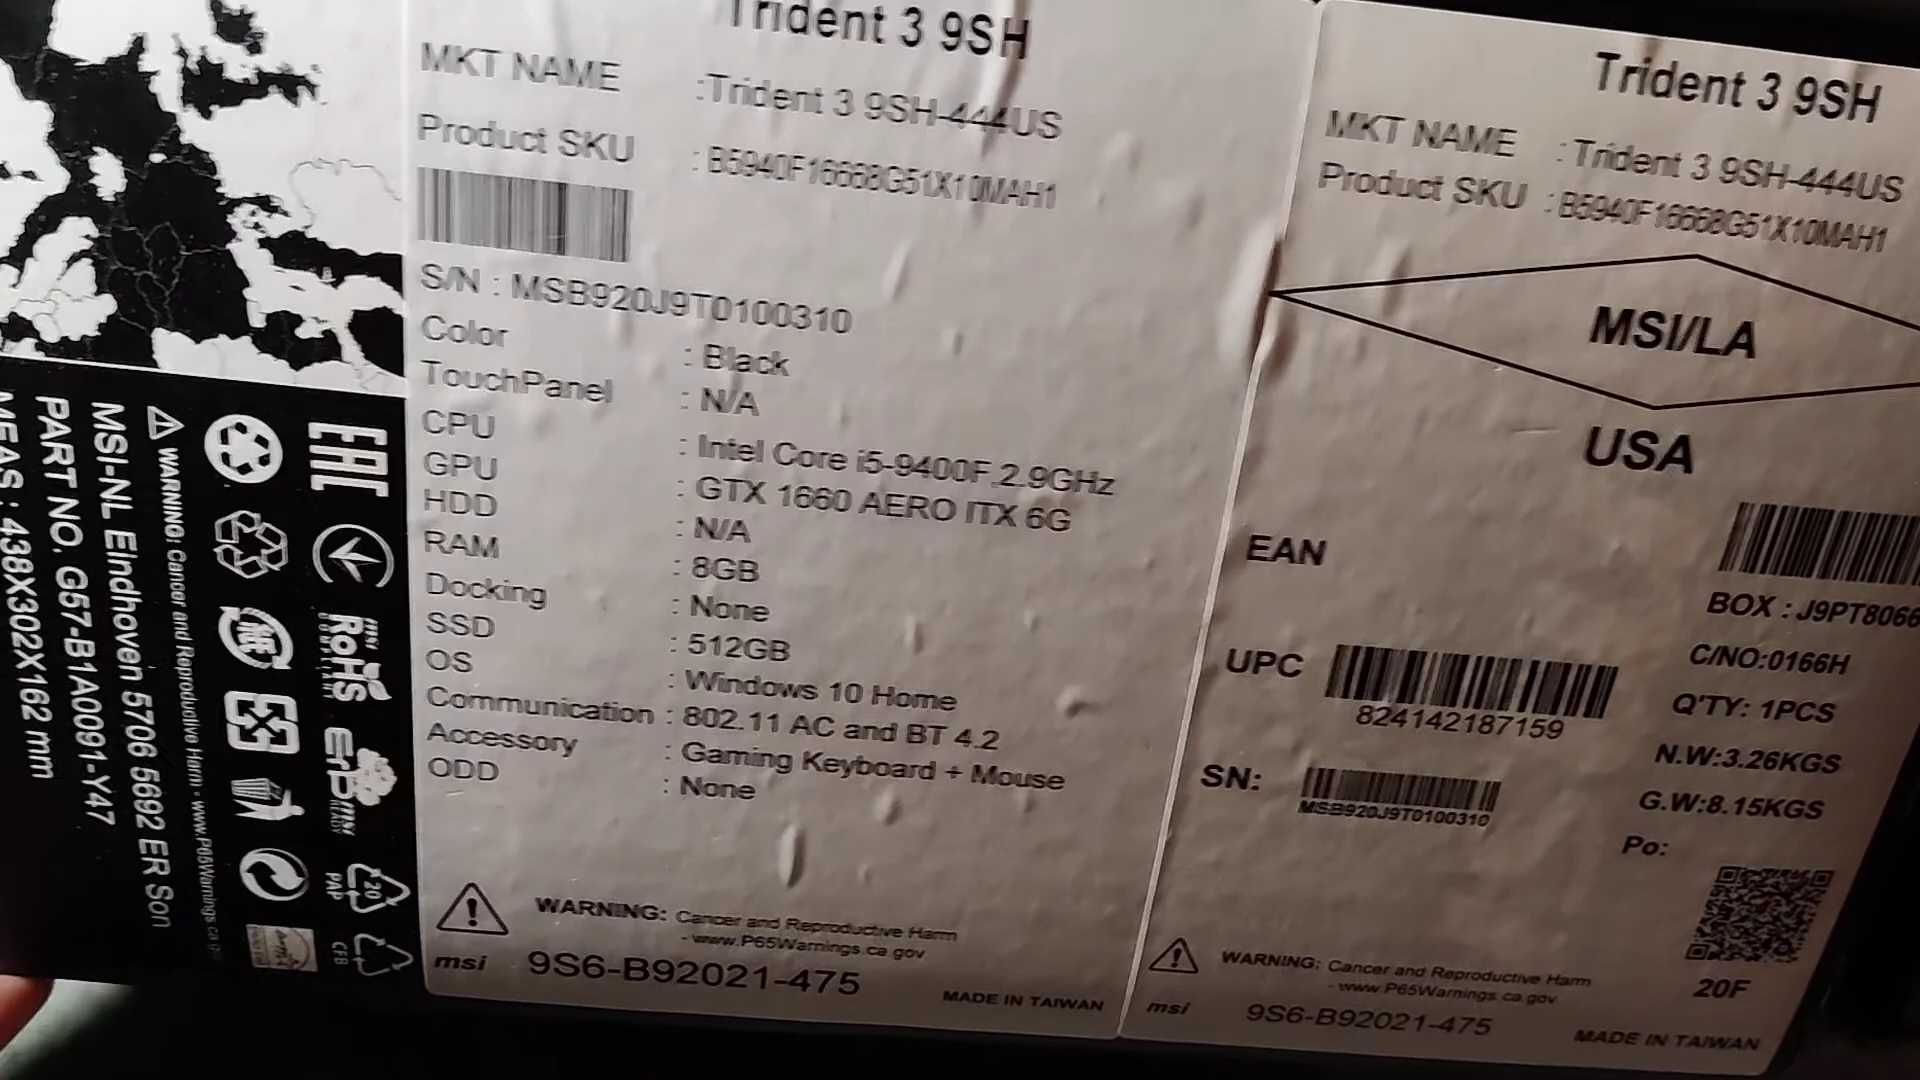 Trident 3 9SH
MKT NAME :Trident 3 9SH-444US
Product SKU : B5940F16668G51X10MAH1
S/N : MSB920J9T0100310
Color : Black
TouchPanel : N/A
CPU : Intel Core i5-9400F,2.9GHz
GPU : GTX 1660 AERO ITX 6G
HDD : N/A
RAM : 8GB
Docking : None
SSD : 512GB
OS : Windows 10 Home
Communication : 802.11 AC and BT 4.2
Accessory : Gaming Keyboard + Mouse
ODD : None
WARNING: Cancer and Reproductive Harm
- www.P65Warnings.ca.gov
msi 9S6-B92021-475
MADE IN TAIWAN
Trident 3 9SH
MKT NAME : Trident 3 9SH-444US
Product SKU : B5940F16668G51X10MAH1
MSI/LA
USA
EAN
BOX : J9PT8066
C/NO:0166H
UPC
824142187159
Q'TY: 1PCS
N.W:3.26KGS
SN:
MSB920J9T0100310
G.W:8.15KGS
Po:
20F
WARNING: Cancer and Reproductive Harm
- www.P65Warnings.ca.gov
msi 9S6-B92021-475
MADE IN TAIWAN
EAC
RoHS
COMPLIANT
ErP
READY
20
PAP
CFB
WARNING: Cancer and Reproductive Harm - www.P65Warnings.ca.g
MSI-NL Eindhoven 5706 5692 ER Son
PART NO. G57-B1A0091-Y47
MEAS : 438X302X162 mm